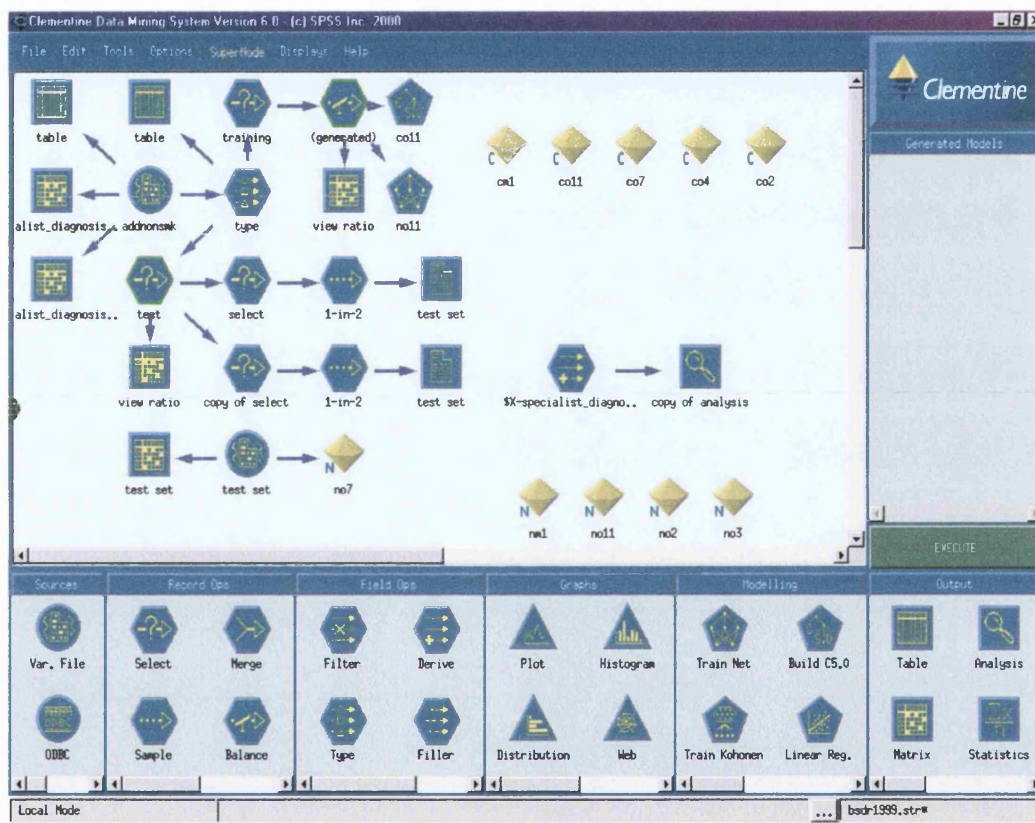 Clementine Data Mining System Version 6.0 - (c) SPSS Inc. 2000
File Edit Tools Options SuperNode Displays Help
Clementine
Generated Models
table table training (generated) co11
cm1 co11 co7 co4 co2
alist_diagnosis.. addnonsmk type view ratio no11
alist_diagnosis.. test select 1-in-2 test set
view ratio copy of select 1-in-2 test set $X-specialist_diagno.. copy of analysis
test set test set no7
nm1 no11 no2 no3
EXECUTE
Sources Record Ops Field Ops Graphs Modelling Output
Var. File Select Merge Filter Derive Plot Histogram Train Net Build C5.0 Table Analysis
ODBC Sample Balance Type Filler Distribution Web Train Kohonen Linear Reg. Matrix Statistics
Local Mode ... bsdr1999.str*